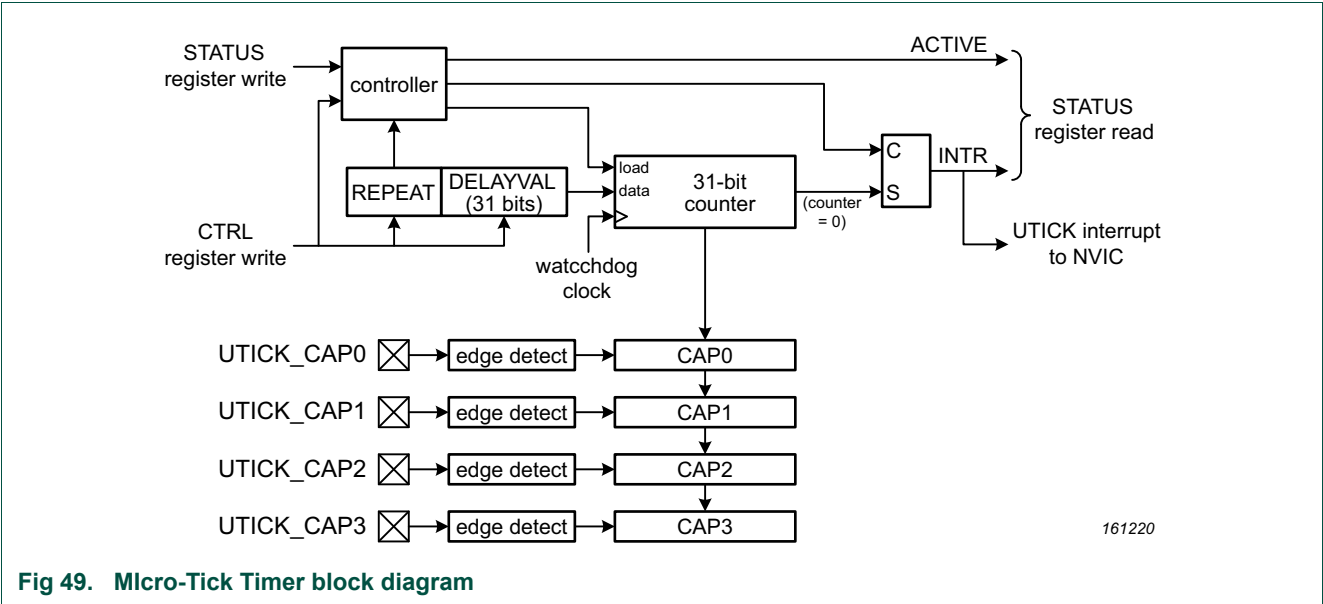 STATUS
register write
controller
ACTIVE
STATUS
register read
C
S
INTR
REPEAT
DELAYVAL
(31 bits)
load
data
31-bit
counter
(counter
= 0)
CTRL
register write
watcchdog
clock
UTICK interrupt
to NVIC
UTICK_CAP0
edge detect
CAP0
UTICK_CAP1
edge detect
CAP1
UTICK_CAP2
edge detect
CAP2
UTICK_CAP3
edge detect
CAP3
161220
Fig 49. MIcro-Tick Timer block diagram